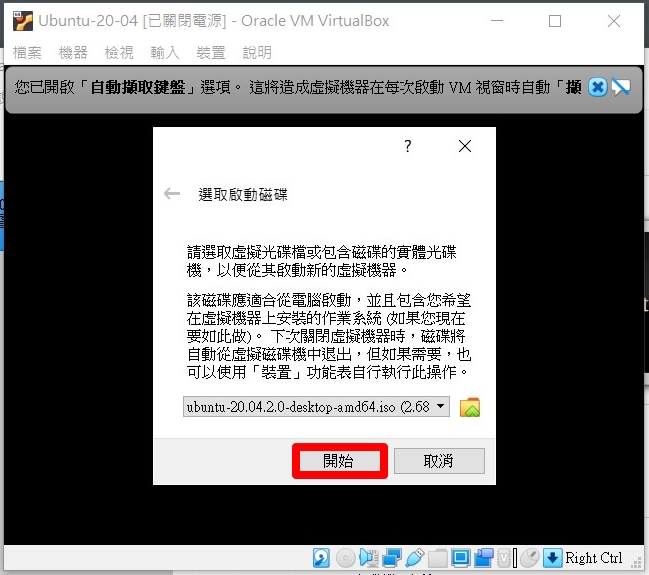 Ubuntu-20-04 [已關閉電源] - Oracle VM VirtualBox
檔案 機器 檢視 輸入 裝置 說明
您已開啟「自動擷取鍵盤」選項。 這將造成虛擬機器在每次啟動 VM 視窗時自動「擷
?
選取啟動磁碟
請選取虛擬光碟檔或包含磁碟的實體光碟
機，以便從其啟動新的虛擬機器。
該磁碟應適合從電腦啟動，並且包含您希望
在虛擬機器上安裝的作業系統 (如果您現在
要如此做)。 下次關閉虛擬機器時，磁碟將
自動從虛擬磁碟機中退出，但如果需要，也
可以使用「裝置」功能表自行執行此操作。
ubuntu-20.04.2.0-desktop-amd64.iso (2.68
開始 取消
Right Ctrl